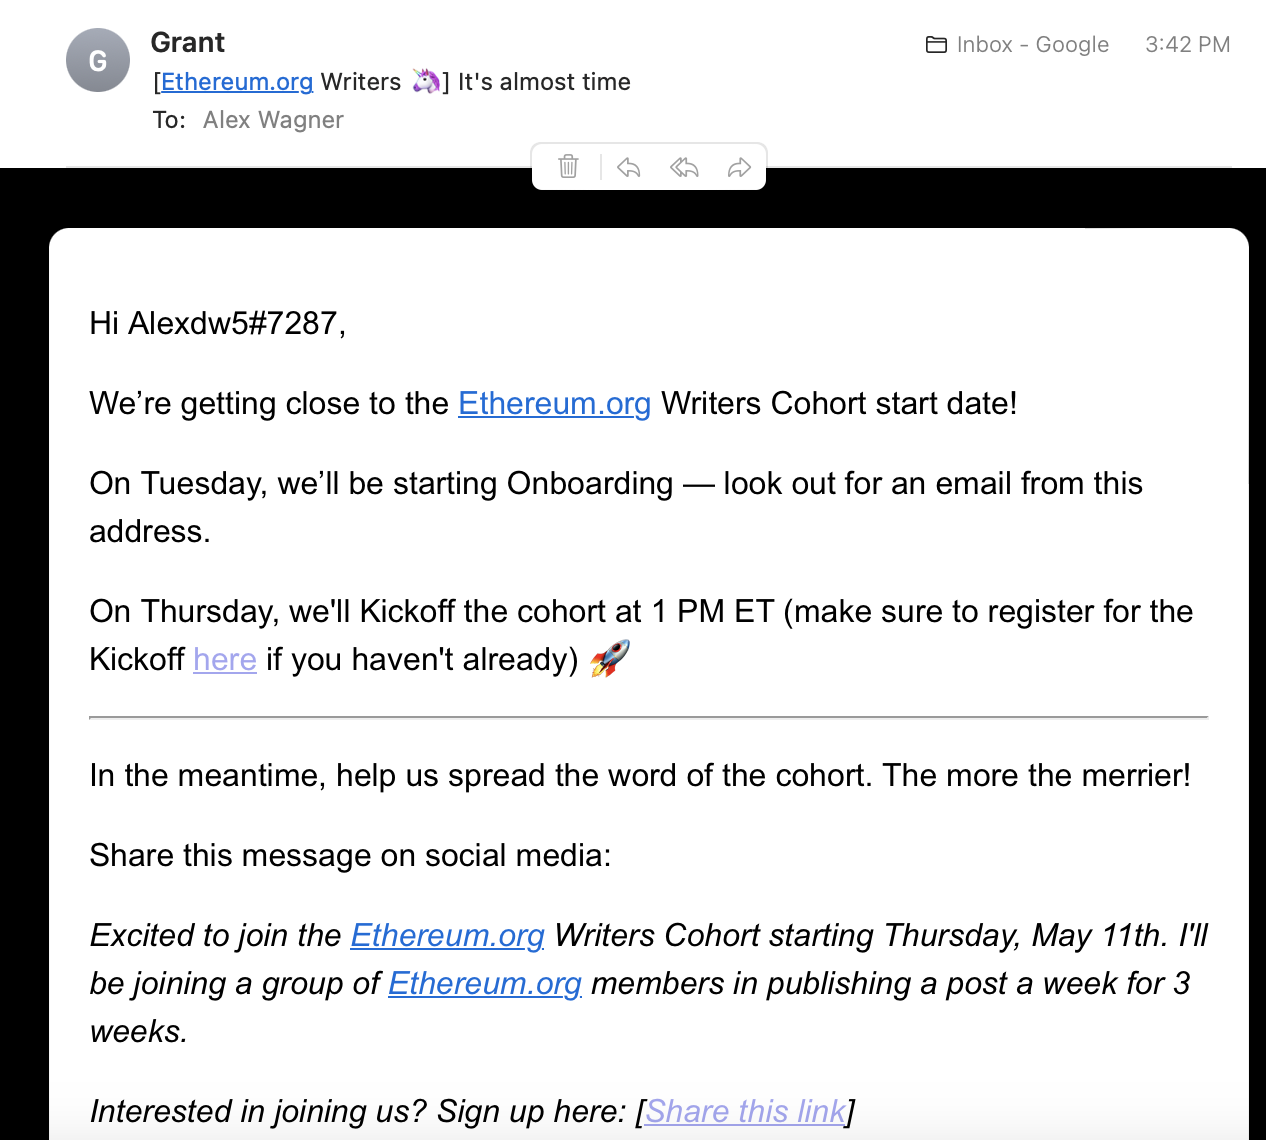 G
Grant
Inbox - Google 3:42 PM
[Ethereum.org Writers 🦄] It's almost time
To: Alex Wagner
Hi Alexdw5#7287,
We’re getting close to the Ethereum.org Writers Cohort start date!
On Tuesday, we’ll be starting Onboarding — look out for an email from this
address.
On Thursday, we'll Kickoff the cohort at 1 PM ET (make sure to register for the
Kickoff here if you haven't already) 🚀
In the meantime, help us spread the word of the cohort. The more the merrier!
Share this message on social media:
Excited to join the Ethereum.org Writers Cohort starting Thursday, May 11th. I'll
be joining a group of Ethereum.org members in publishing a post a week for 3
weeks.
Interested in joining us? Sign up here: [Share this link]